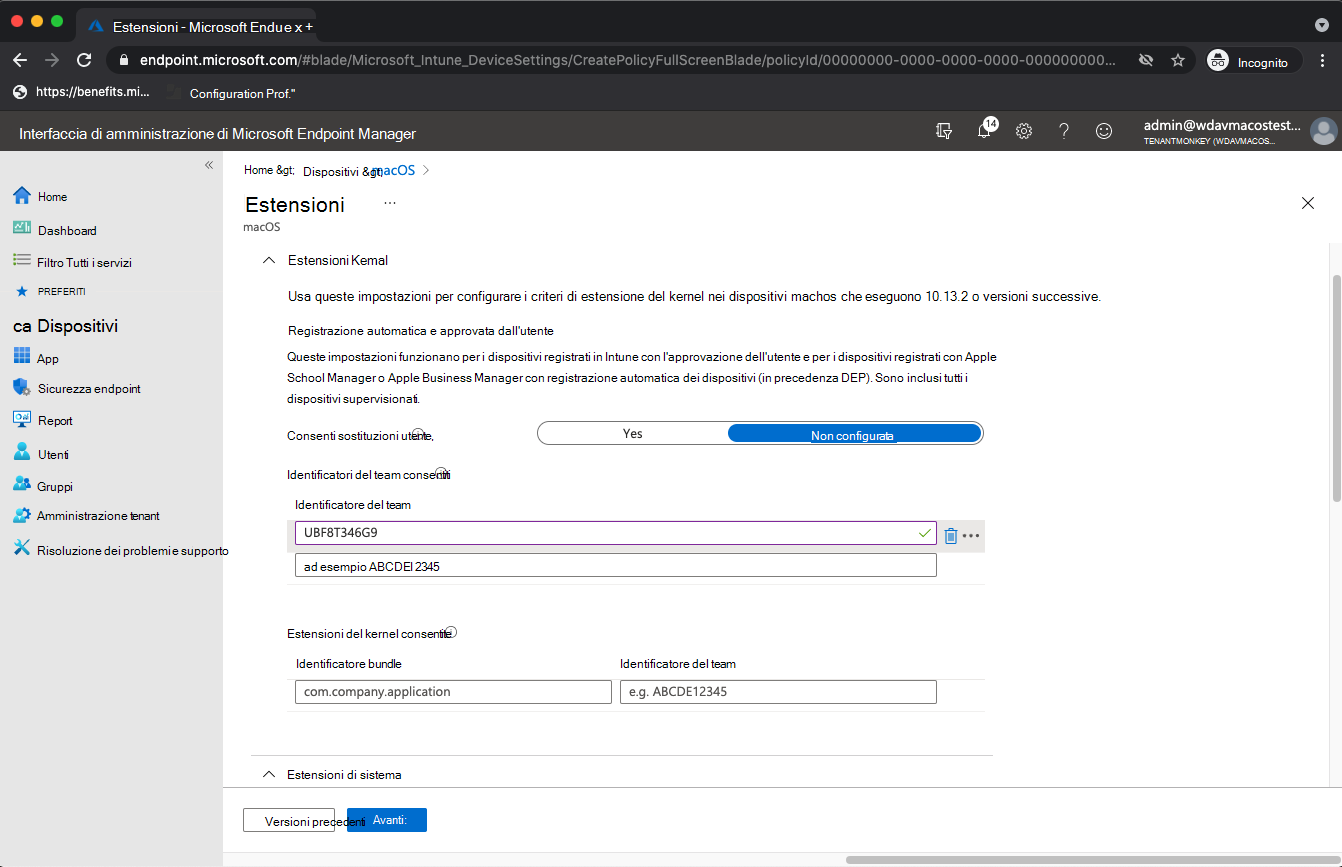 Estensioni - Microsoft Endue x +
endpoint.microsoft.com/#blade/Microsoft_Intune_DeviceSettings/CreatePolicyFullScreenBlade/policyId/00000000-0000-0000-0000-000000000...
Incognito
https://benefits.mi...
Configuration Prof."
Interfaccia di amministrazione di Microsoft Endpoint Manager
14
admin@wdavmacostest...
TENANTMONKEY (WDAVMACOS...
Home &gt;
Dispositivi &gt;
macOS
Estensioni
...
macOS
Home
Dashboard
Filtro Tutti i servizi
PREFERITI
ca Dispositivi
App
Sicurezza endpoint
Report
Utenti
Gruppi
Amministrazione tenant
Risoluzione dei problemi e supporto
Estensioni Kemal
Usa queste impostazioni per configurare i criteri di estensione del kernel nei dispositivi machos che eseguono 10.13.2 o versioni successive.
Registrazione automatica e approvata dall'utente
Queste impostazioni funzionano per i dispositivi registrati in Intune con l'approvazione dell'utente e per i dispositivi registrati con Apple
School Manager o Apple Business Manager con registrazione automatica dei dispositivi (in precedenza DEP). Sono inclusi tutti i
dispositivi supervisionati.
Consenti sostituzioni utente,
Yes
Non configurata
Identificatori del team consentiti
Identificatore del team
UBF8T346G9
ad esempio ABCDEI 2345
Estensioni del kernel consentite
Identificatore bundle
Identificatore del team
com.company.application
e.g. ABCDE12345
Estensioni di sistema
Versioni precedenti
Avanti: